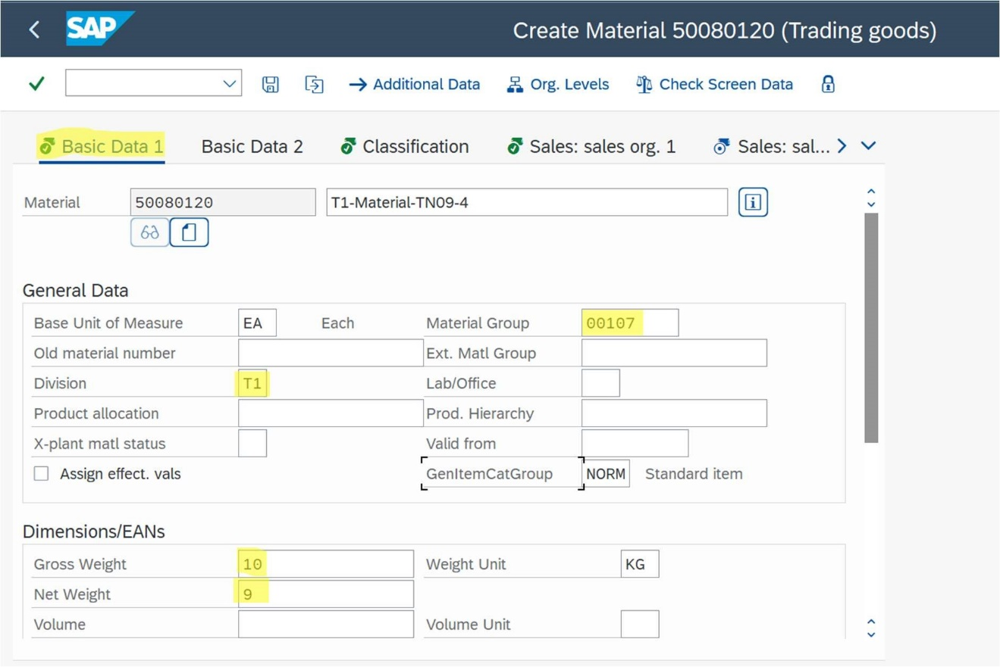 SAP Create Material 50080120 (Trading goods)
Additional Data Org. Levels Check Screen Data
Basic Data 1 Basic Data 2 Classification Sales: sales org. 1 Sales: sal...
Material 50080120 T1-Material-TN09-4
General Data
Base Unit of Measure EA Each Material Group 00107
Old material number Ext. Matl Group
Division T1 Lab/Office
Product allocation Prod. Hierarchy
X-plant matl status Valid from
Assign effect. vals GenItemCatGroup NORM Standard item
Dimensions/EANs
Gross Weight 10 Weight Unit KG
Net Weight 9
Volume Volume Unit